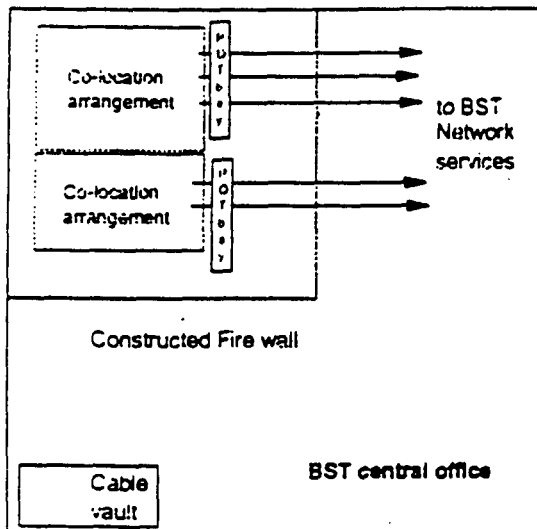 Co-location
arrangement
POT bay
to BST
Network
services
Co-location
arrangement
POT bay
Constructed Fire wall
BST central office
Cable
vault